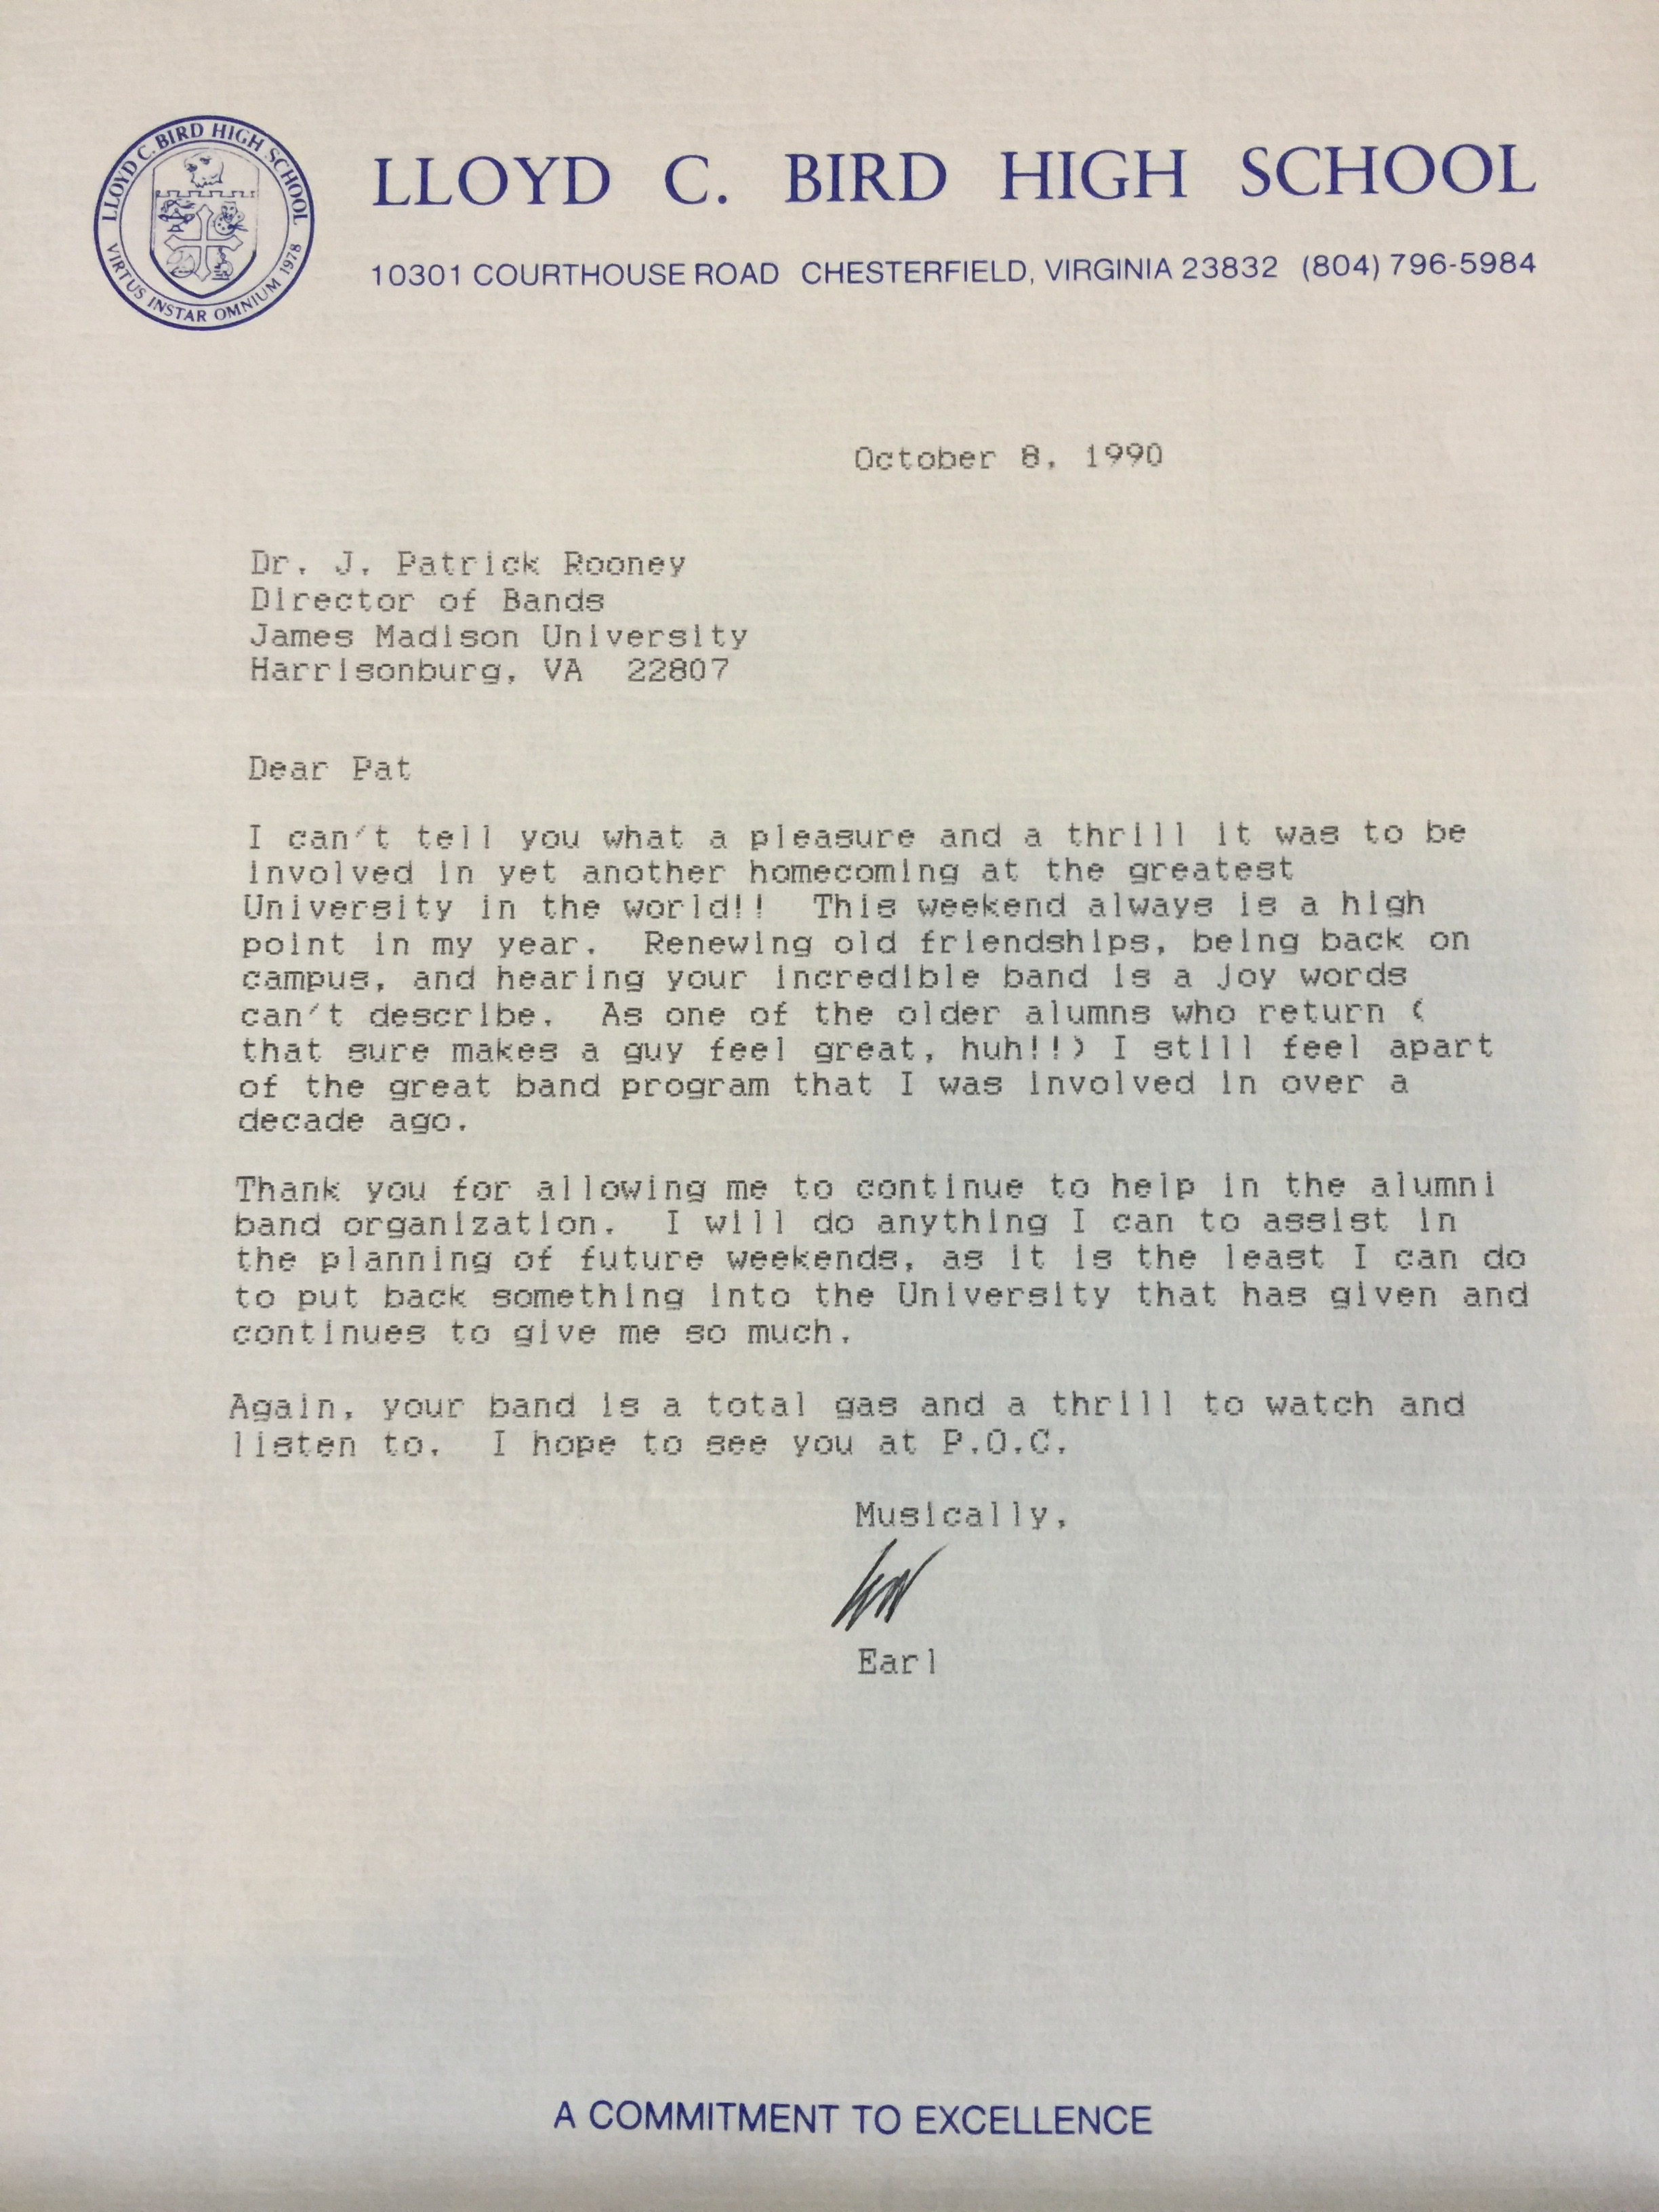 LLOYD C. BIRD HIGH SCHOOL
VIRTUS INSTAR OMNIUM 1978
LLOYD C. BIRD HIGH SCHOOL
10301 COURTHOUSE ROAD CHESTERFIELD, VIRGINIA 23832 (804) 796-5984
October 8, 1990
Dr. J. Patrick Rooney
Director of Bands
James Madison University
Harrisonburg, VA  22807
Dear Pat
I can't tell you what a pleasure and a thrill it was to be
involved in yet another homecoming at the greatest
University in the world!!  This weekend always is a high
point in my year.  Renewing old friendships, being back on
campus, and hearing your incredible band is a joy words
can't describe.  As one of the older alumns who return (
that sure makes a guy feel great, huh!!) I still feel apart
of the great band program that I was involved in over a
decade ago.
Thank you for allowing me to continue to help in the alumni
band organization.  I will do anything I can to assist in
the planning of future weekends, as it is the least I can do
to put back something into the University that has given and
continues to give me so much.
Again, your band is a total gas and a thrill to watch and
listen to.  I hope to see you at P.O.C.
Musically,
Earl
A COMMITMENT TO EXCELLENCE